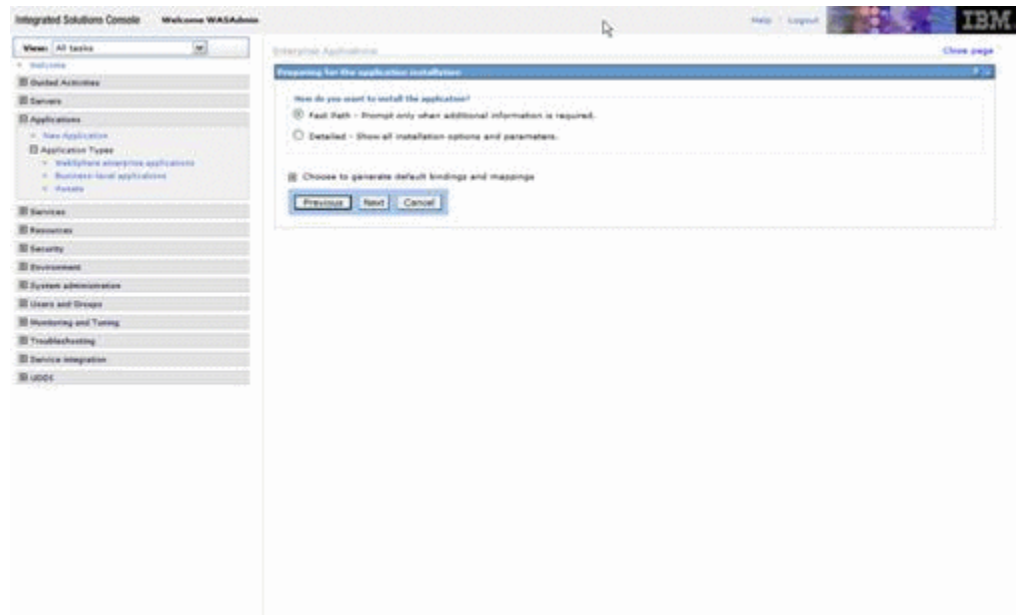 Integrated Solutions Console Welcome WASAdmin
Help Logout
IBM
View: All tasks
Welcome
Guided Activities
Servers
Applications
New Application
Application Types
WebSphere enterprise applications
Business-level applications
Assets
Services
Resources
Security
Environment
System administration
Users and Groups
Monitoring and Tuning
Troubleshooting
Service integration
UDDI
Enterprise Applications
Close page
Preparing for the application installation
How do you want to install the application?
Fast Path - Prompt only when additional information is required.
Detailed - Show all installation options and parameters.
Choose to generate default bindings and mappings
Previous Next Cancel